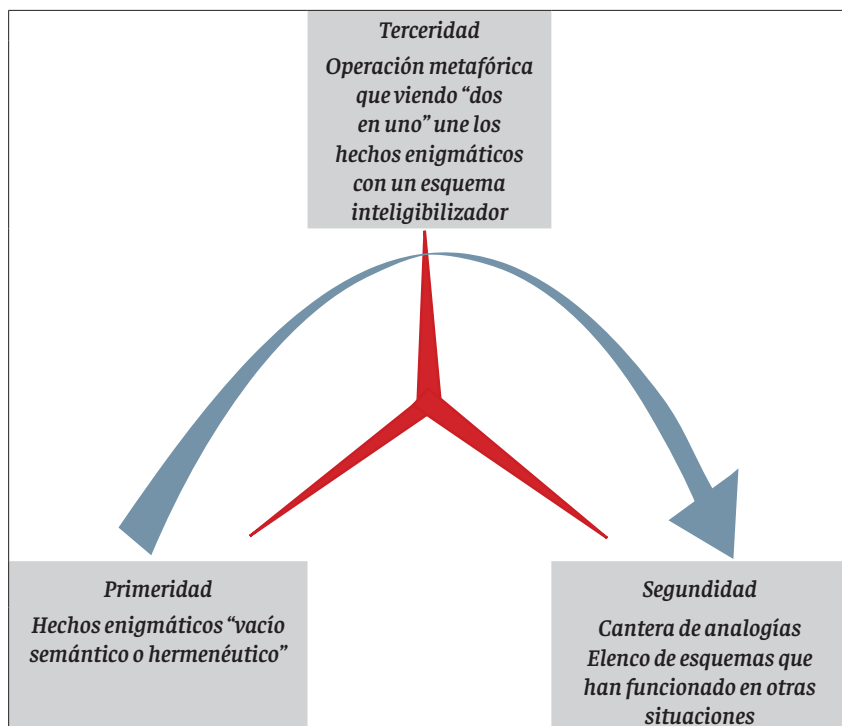 Terceridad
Operación metafórica
que viendo “dos
en uno” une los
hechos enigmáticos
con un esquema
inteligibilizador
Primeridad
Hechos enigmáticos “vacío
semántico o hermenéutico”
Segundidad
Cantera de analogías
Elenco de esquemas que
han funcionado en otras
situaciones